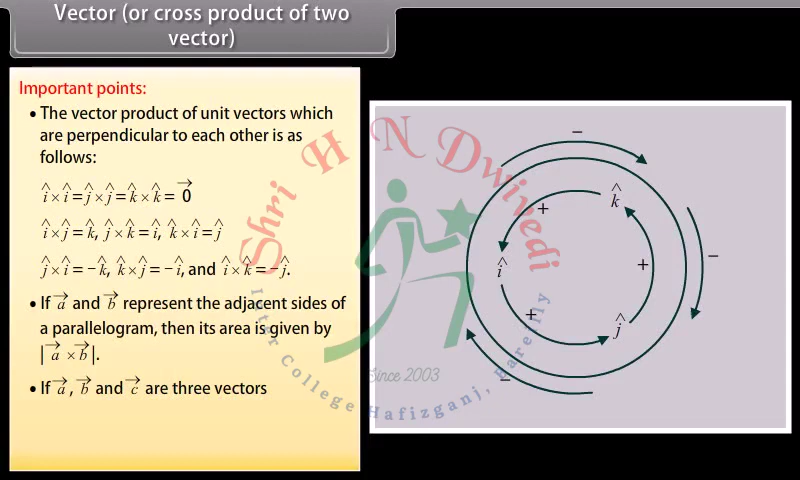 Vector (or cross product of two
vector)
Important points:
• The vector product of unit vectors which
are perpendicular to each other is as
follows:
î × î = ĵ × ĵ = k̂ × k̂ = 0⃗
î × ĵ = k̂, ĵ × k̂ = î, k̂ × î = ĵ
ĵ × î = − k̂, k̂ × ĵ = − î, and î × k̂ = − ĵ.
• If a⃗ and b⃗ represent the adjacent sides of
a parallelogram, then its area is given by
|a⃗ × b⃗|.
• If a⃗, b⃗ and c⃗ are three vectors
−
k̂
+
−
î
+
+
ĵ
−
Shri H N Dwivedi
Inter College Hafizganj, Bareilly
Since 2003